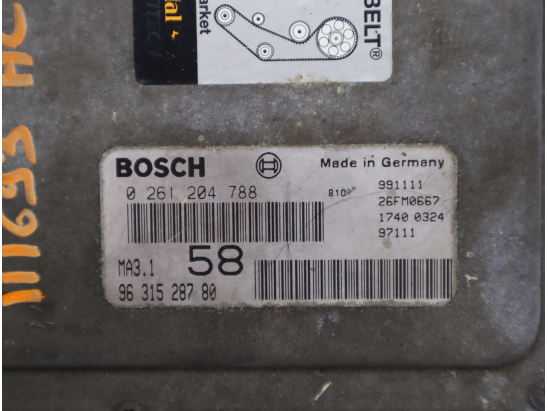 BELT®
BOSCH
Made in Germany
0 261 204 788
810
991111
26FM0667
1740 0324
97111
MA3.1
58
96 315 287 80